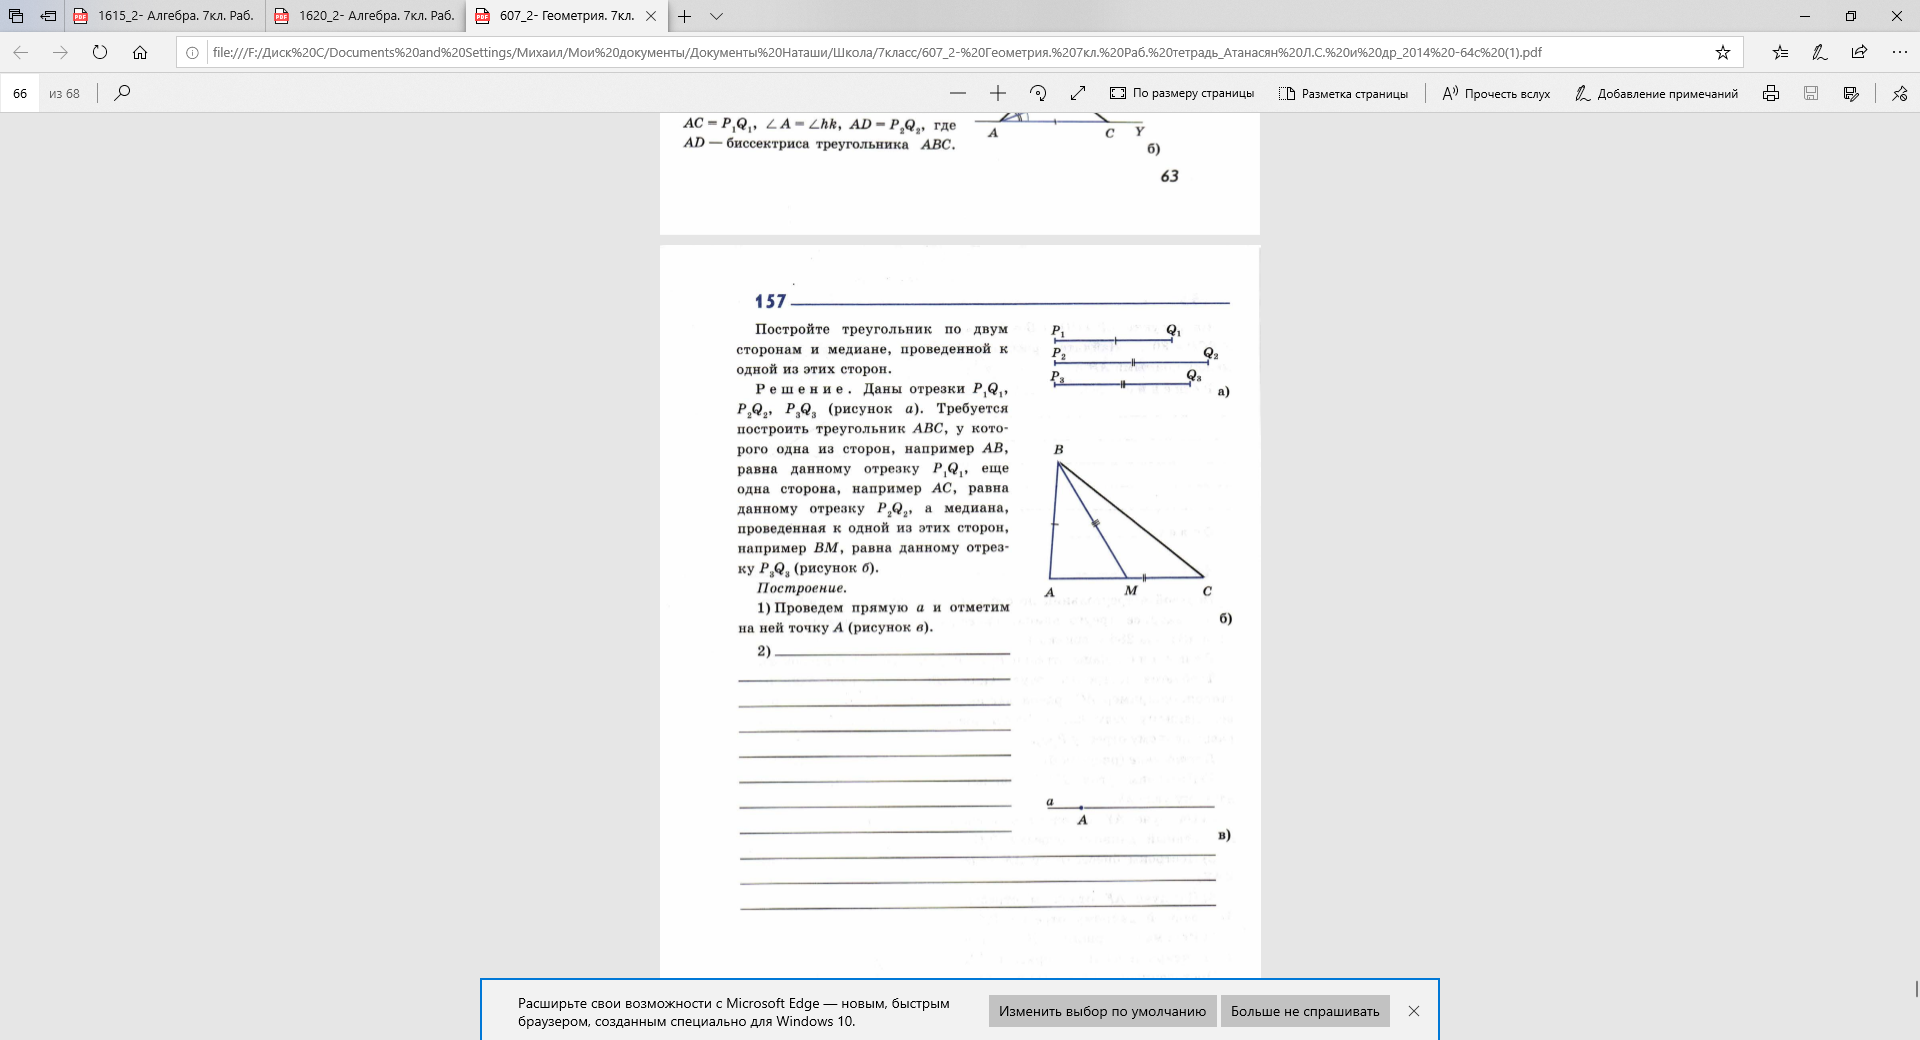 1615_2- Алгебра. 7кл. Раб.
1620_2- Алгебра. 7кл. Раб.
607_2- Геометрия. 7кл.
file:///F:/Диск%20C/Documents%20and%20Settings/Михаил/Мои%20документы/Документы%20Наташи/Школа/7класс/607_2-%20Геометрия.%207кл.%20Раб.%20тетрадь_Атанасян%20Л.С.%20и%20др_2014%20-64с%20(1).pdf
66 из 68
По размеру страницы
Разметка страницы
Прочесть вслух
Добавление примечаний
AC = P₁Q₁, ∠A = ∠hk, AD = P₂Q₂, где
AD — биссектриса треугольника ABC.
A C Y
б)
63
157
Постройте треугольник по двум
сторонам и медиане, проведенной к
одной из этих сторон.
Решение. Даны отрезки P₁Q₁,
P₂Q₂, P₃Q₃ (рисунок а). Требуется
построить треугольник ABC, у кото-
рого одна из сторон, например AB,
равна данному отрезку P₁Q₁, еще
одна сторона, например AC, равна
данному отрезку P₂Q₂, а медиана,
проведенная к одной из этих сторон,
например BM, равна данному отрез-
ку P₃Q₃ (рисунок б).
Построение.
1) Проведем прямую a и отметим
на ней точку A (рисунок в).
2)
P₁ Q₁
P₂ Q₂
P₃ Q₃
а)
B
A M C
б)
a
A
в)
Расширьте свои возможности с Microsoft Edge — новым, быстрым
браузером, созданным специально для Windows 10.
Изменить выбор по умолчанию
Больше не спрашивать